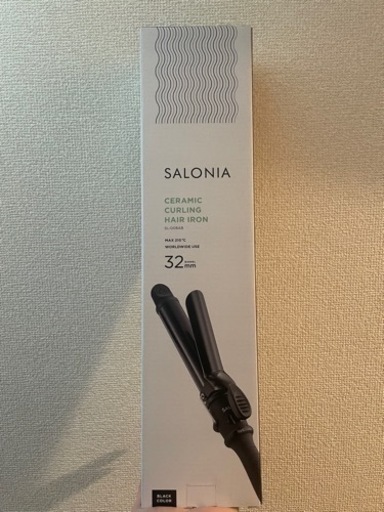 SALONIA
CERAMIC
CURLING
HAIR IRON
MAX 210℃
WORLDWIDE USE
32mm
BLACK
COLOR